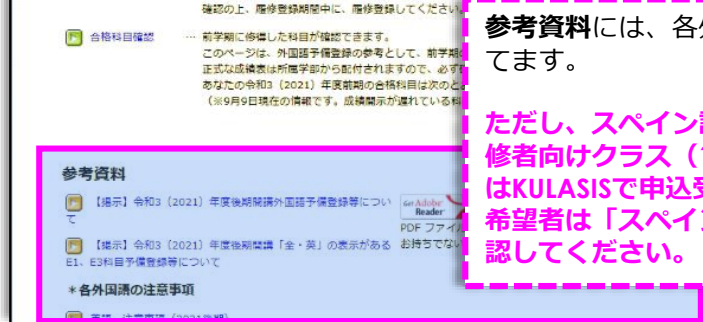 確認の上、履修登録期間中に、履修登録してください。
合格科目確認 … 前学期に修得した科目が確認できます。
このページは、外国語予備登録の参考として、前学期の
正式な成績表は所属学部から配付されますので、必ず
あなたの令和3（2021）年度前期の合格科目は次のと
（※9月9日現在の情報です。成績開示が遅れている科
参考資料
【掲示】令和3（2021）年度後期開講外国語予備登録等につい
て
Get Adobe
Reader
PDF ファイ
お持ちでな
【掲示】令和3（2021）年度後期開講「全・英」の表示がある
E1、E3科目予備登録等について
＊各外国語の注意事項
英語 注意事項（2021後期）
参考資料には、各外
てます。
ただし、スペイン語
修者向けクラス（
はKULASISで申込受
希望者は「スペイン
認してください。